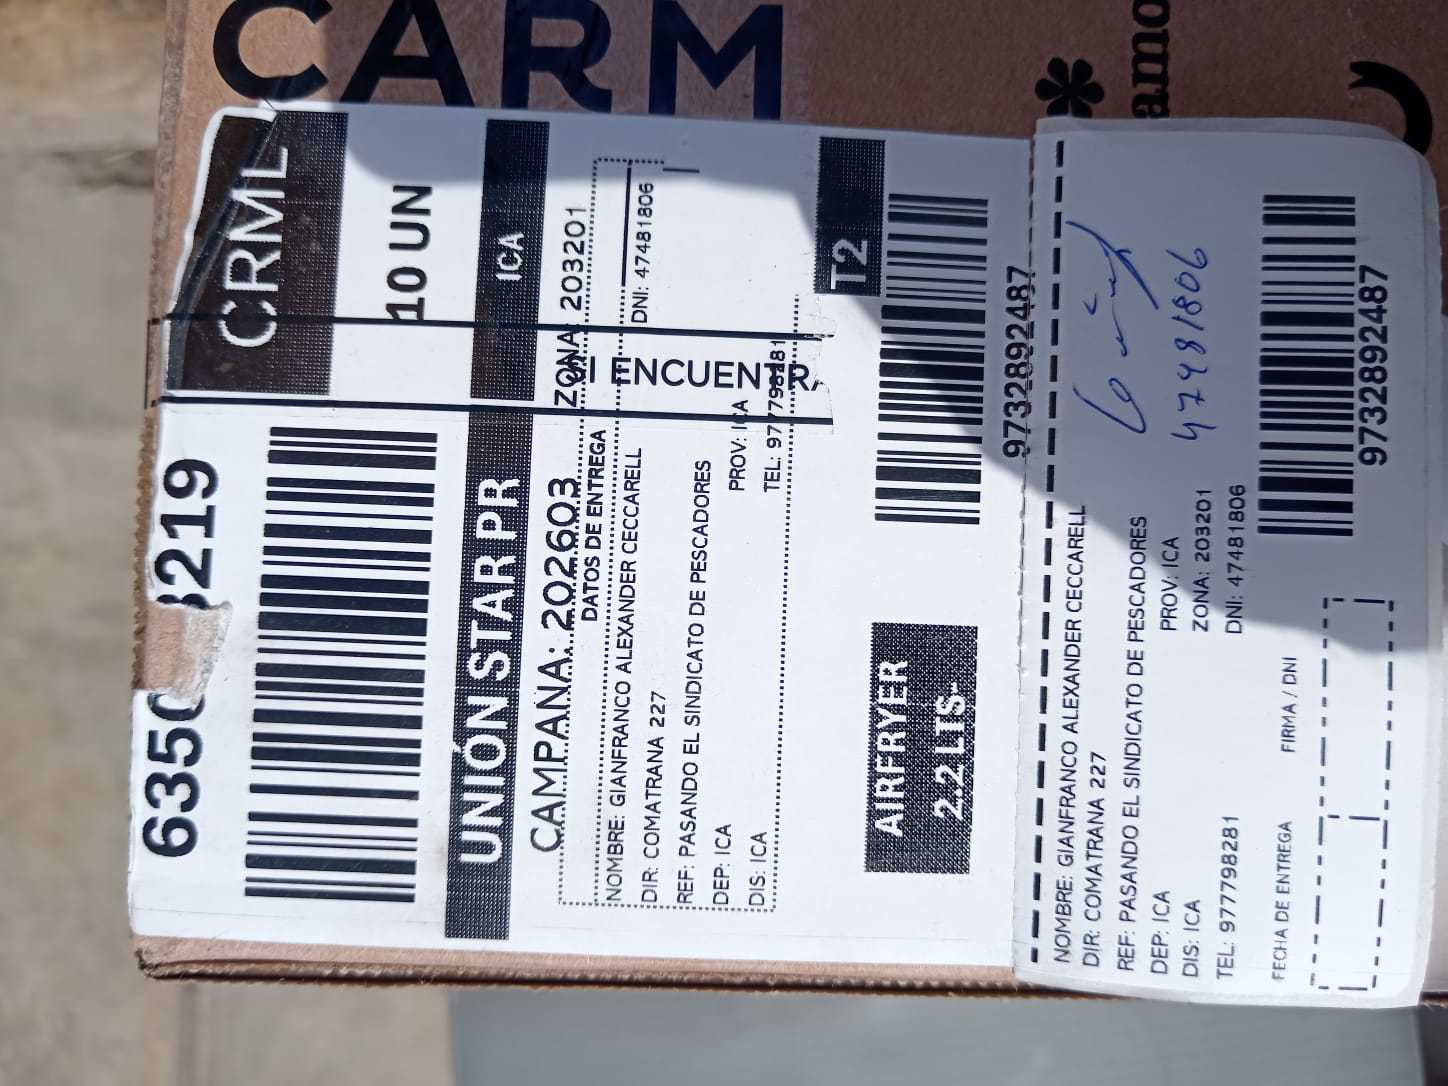 CARM
amo
CRML
10 UN
UNIÓN STAR PR ICA
CAMPAÑA: 202603 ZONA: 203201
DATOS DE ENTREGA
NOMBRE: GIANFRANCO ALEXANDER CECCARELL DNI: 47481806
DIR: COMATRANA 227
REF: PASANDO EL SINDICATO DE PESCADORES
DEP: ICA PROV: ICA
DIS: ICA TEL: 977798281
ENCUENTRA
T2
AIRFRYER
2.2 LTS-
9732892487
NOMBRE: GIANFRANCO ALEXANDER CECCARELL
DIR: COMATRANA 227
REF: PASANDO EL SINDICATO DE PESCADORES
DEP: ICA PROV: ICA
DIS: ICA ZONA: 203201
TEL: 977798281 DNI: 47481806
47481806
FECHA DE ENTREGA FIRMA / DNI
9732892487